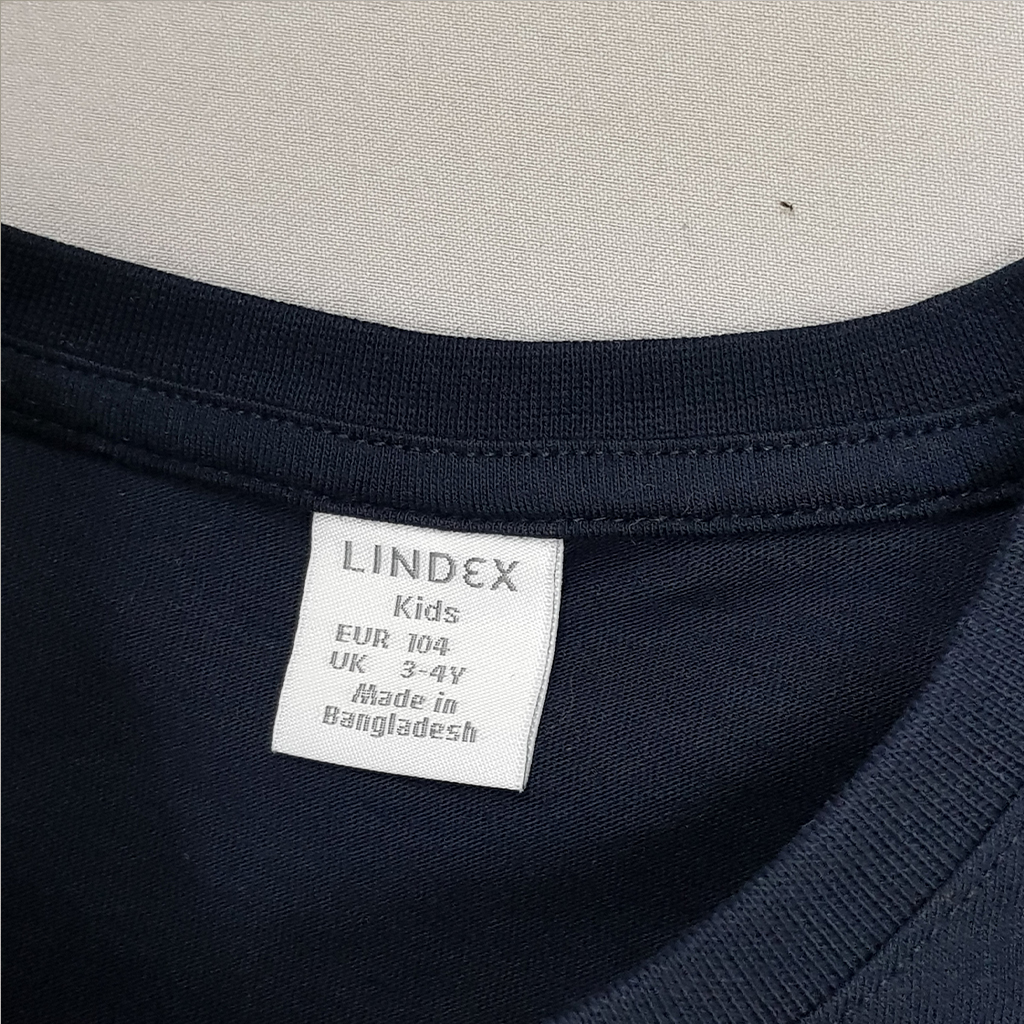 LINDEX
Kids
EUR 104
UK 3-4Y
Made in
Bangladesh